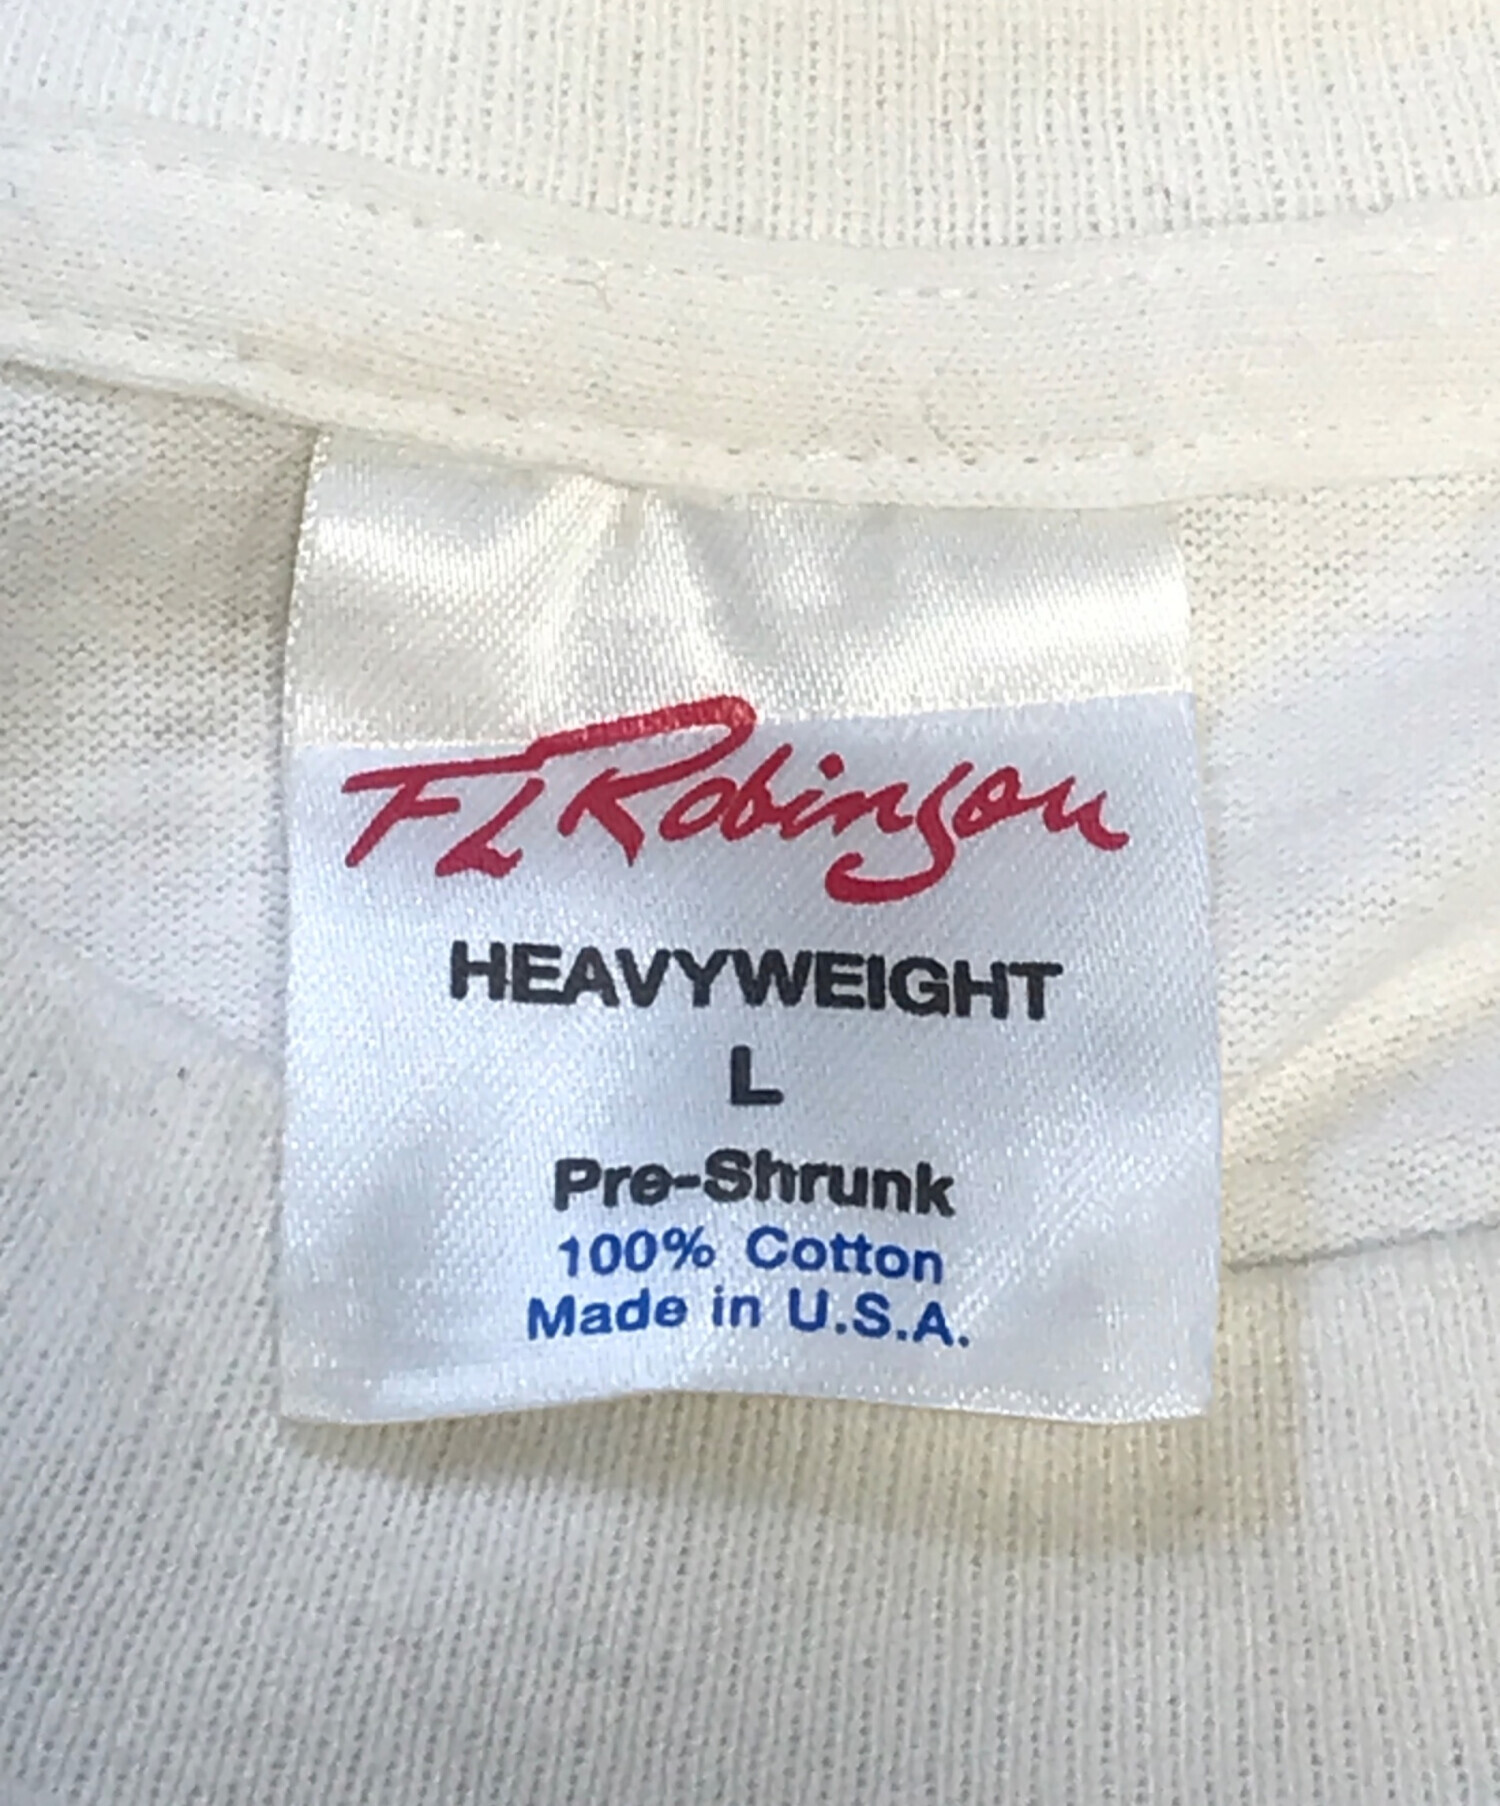 FL Robinson
HEAVYWEIGHT
L
Pre-Shrunk
100% Cotton
Made in U.S.A.